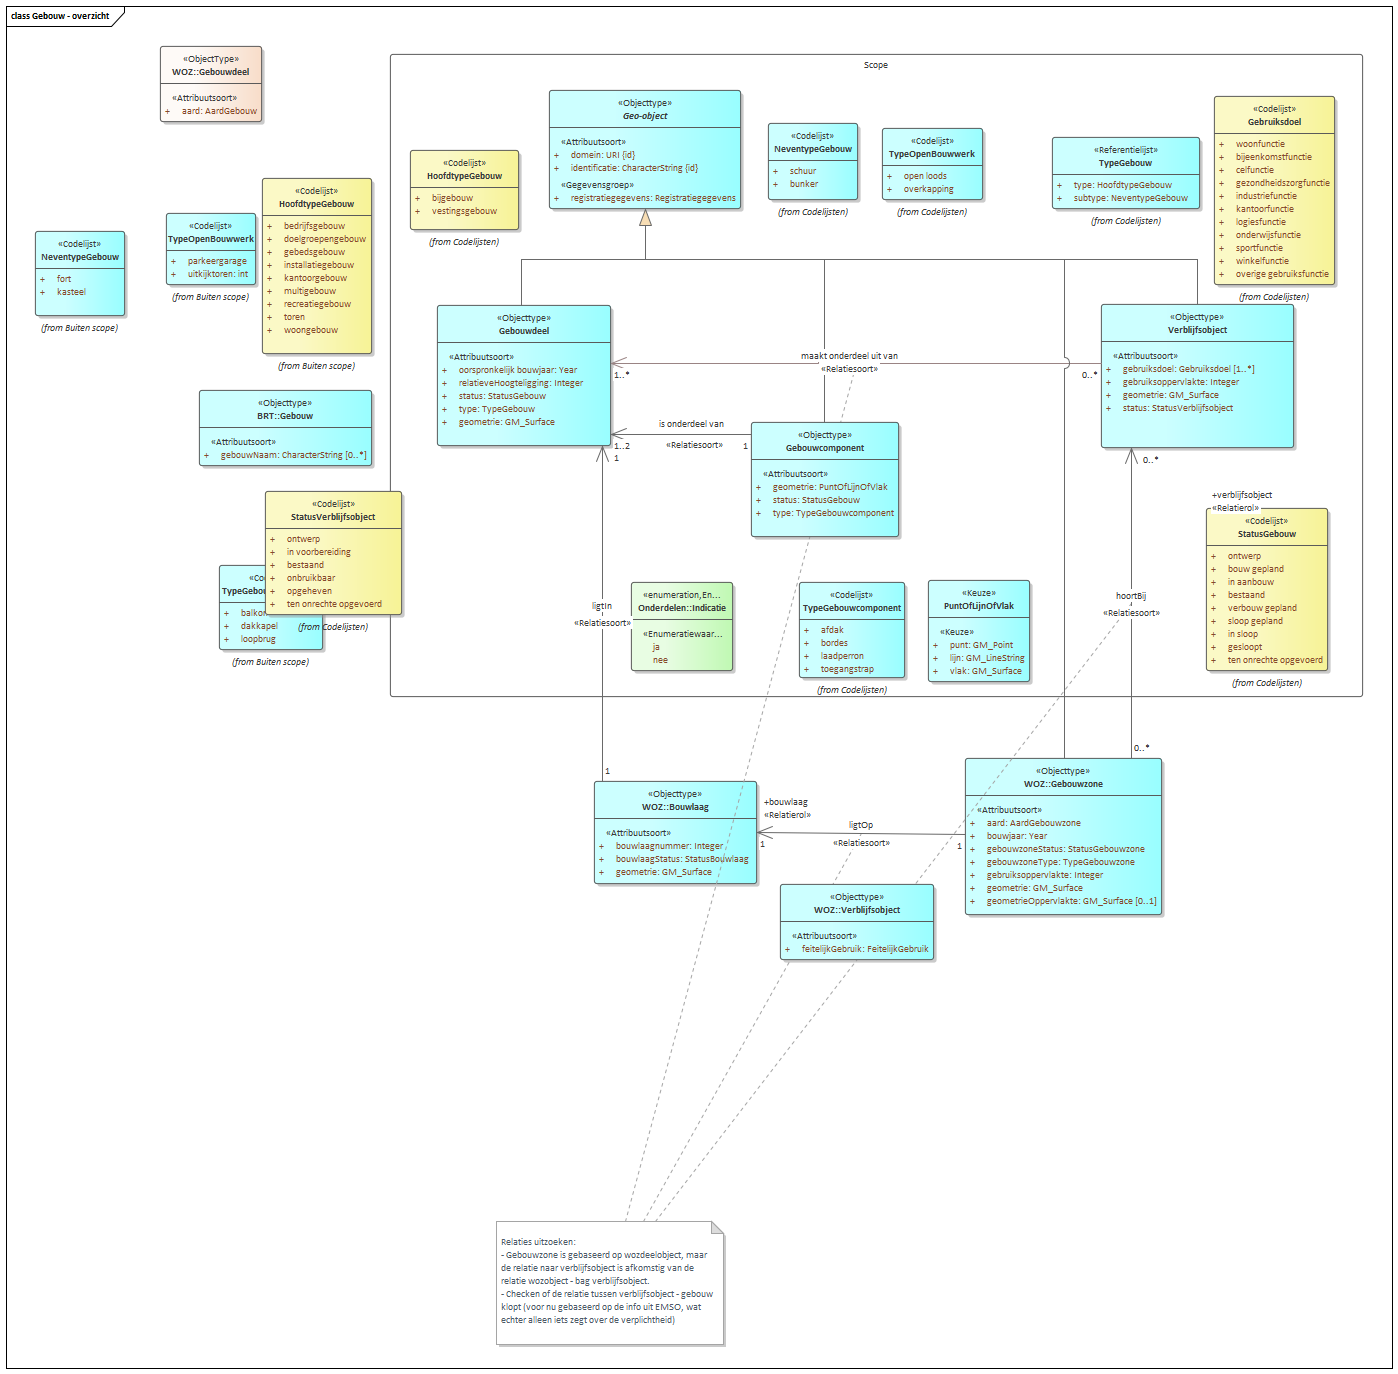 class Gebouw - overzicht
«ObjectType»
WOZ::Gebouwdeel
«Attribuutsoort»
+ aard: AardGebouw
Scope
«Objecttype»
Geo-object
«Attribuutsoort»
+ domein: URI {id}
+ identificatie: CharacterString {id}
«Gegevensgroep»
+ registratiegegevens: Registratiegegevens
«Codelijst»
HoofdtypeGebouw
+ bijgebouw
+ vestingsgebouw
(from Codelijsten)
«Codelijst»
NeventypeGebouw
+ schuur
+ bunker
(from Codelijsten)
«Codelijst»
TypeOpenBouwwerk
+ open loods
+ overkapping
(from Codelijsten)
«Referentielijst»
TypeGebouw
+ type: HoofdtypeGebouw
+ subtype: NeventypeGebouw
(from Codelijsten)
«Codelijst»
Gebruiksdoel
+ woonfunctie
+ bijeenkomstfunctie
+ celfunctie
+ gezondheidszorgfunctie
+ industriefunctie
+ kantoorfunctie
+ logiesfunctie
+ onderwijsfunctie
+ sportfunctie
+ winkelfunctie
+ overige gebruiksfunctie
(from Codelijsten)
«Codelijst»
NeventypeGebouw
+ fort
+ kasteel
(from Buiten scope)
«Codelijst»
TypeOpenBouwwerk
+ parkeergarage
+ uitkijktoren: int
(from Buiten scope)
«Codelijst»
HoofdtypeGebouw
+ bedrijfsgebouw
+ doelgroepengebouw
+ gebedsgebouw
+ installatiegebouw
+ kantoorgebouw
+ multigebouw
+ recreatiegebouw
+ toren
+ woongebouw
(from Buiten scope)
«Objecttype»
Gebouwdeel
«Attribuutsoort»
+ oorspronkelijk bouwjaar: Year
+ relatieveHoogteligging: Integer
+ status: StatusGebouw
+ type: TypeGebouw
+ geometrie: GM_Surface
maakt onderdeel uit van
«Relatiesoort»
1..*
0..*
«Objecttype»
Verblijfsobject
«Attribuutsoort»
+ gebruiksdoel: Gebruiksdoel [1..*]
+ gebruiksoppervlakte: Integer
+ geometrie: GM_Surface
+ status: StatusVerblijfsobject
is onderdeel van
«Relatiesoort»
1..2
1
1
«Objecttype»
Gebouwcomponent
«Attribuutsoort»
+ geometrie: PuntOfLijnOfVlak
+ status: StatusGebouw
+ type: TypeGebouwcomponent
«Objecttype»
BRT::Gebouw
«Attribuutsoort»
+ gebouwNaam: CharacterString [0..*]
«Codelijst»
StatusVerblijfsobject
+ ontwerp
+ in voorbereiding
+ bestaand
+ onbruikbaar
+ opgeheven
+ ten onrechte opgevoerd
(from Codelijsten)
+ dakkapel
+ loopbrug
(from Buiten scope)
0..*
+verblijfsobject
«Relatierol»
«Codelijst»
StatusGebouw
+ ontwerp
+ bouw gepland
+ in aanbouw
+ bestaand
+ verbouw gepland
+ sloop gepland
+ in sloop
+ gesloopt
+ ten onrechte opgevoerd
(from Codelijsten)
ligtIn
«Relatiesoort»
«enumeration,En...
Onderdelen::Indicatie
«Enumeratiewaar...
ja
nee
«Codelijst»
TypeGebouwcomponent
+ afdak
+ bordes
+ laadperron
+ toegangstrap
(from Codelijsten)
«Keuze»
PuntOfLijnOfVlak
«Keuze»
+ punt: GM_Point
+ lijn: GM_LineString
+ vlak: GM_Surface
hoortBij
«Relatiesoort»
0..*
1
«Objecttype»
WOZ::Bouwlaag
«Attribuutsoort»
+ bouwlaagnummer: Integer
+ bouwlaagStatus: StatusBouwlaag
+ geometrie: GM_Surface
+bouwlaag
«Relatierol»
1
ligtOp
«Relatiesoort»
1
«Objecttype»
WOZ::Gebouwzone
«Attribuutsoort»
+ aard: AardGebouwzone
+ bouwjaar: Year
+ gebouwzoneStatus: StatusGebouwzone
+ gebouwzoneType: TypeGebouwzone
+ gebruiksoppervlakte: Integer
+ geometrie: GM_Surface
+ geometrieOppervlakte: GM_Surface [0..1]
«Objecttype»
WOZ::Verblijfsobject
«Attribuutsoort»
+ feitelijkGebruik: FeitelijkGebruik
Relaties uitzoeken:
- Gebouwzone is gebaseerd op wozdeelobject, maar
de relatie naar verblijfsobject is afkomstig van de
relatie wozobject - bag verblijfsobject.
- Checken of de relatie tussen verblijfsobject - gebouw
klopt (voor nu gebaseerd op de info uit EMSO, wat
echter alleen iets zegt over de verplichtheid)